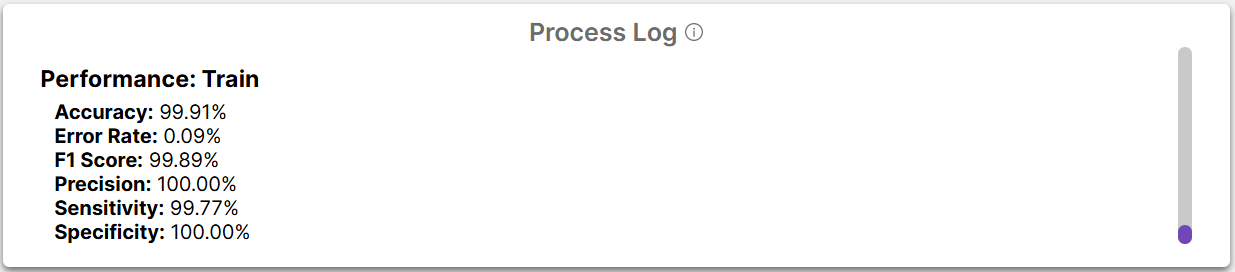 Process Log
Performance: Train
Accuracy: 99.91%
Error Rate: 0.09%
F1 Score: 99.89%
Precision: 100.00%
Sensitivity: 99.77%
Specificity: 100.00%